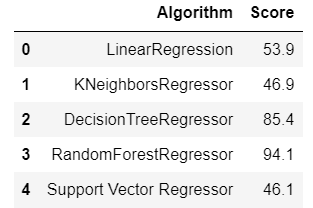 Algorithm Score
0 LinearRegression 53.9
1 KNeighborsRegressor 46.9
2 DecisionTreeRegressor 85.4
3 RandomForestRegressor 94.1
4 Support Vector Regressor 46.1